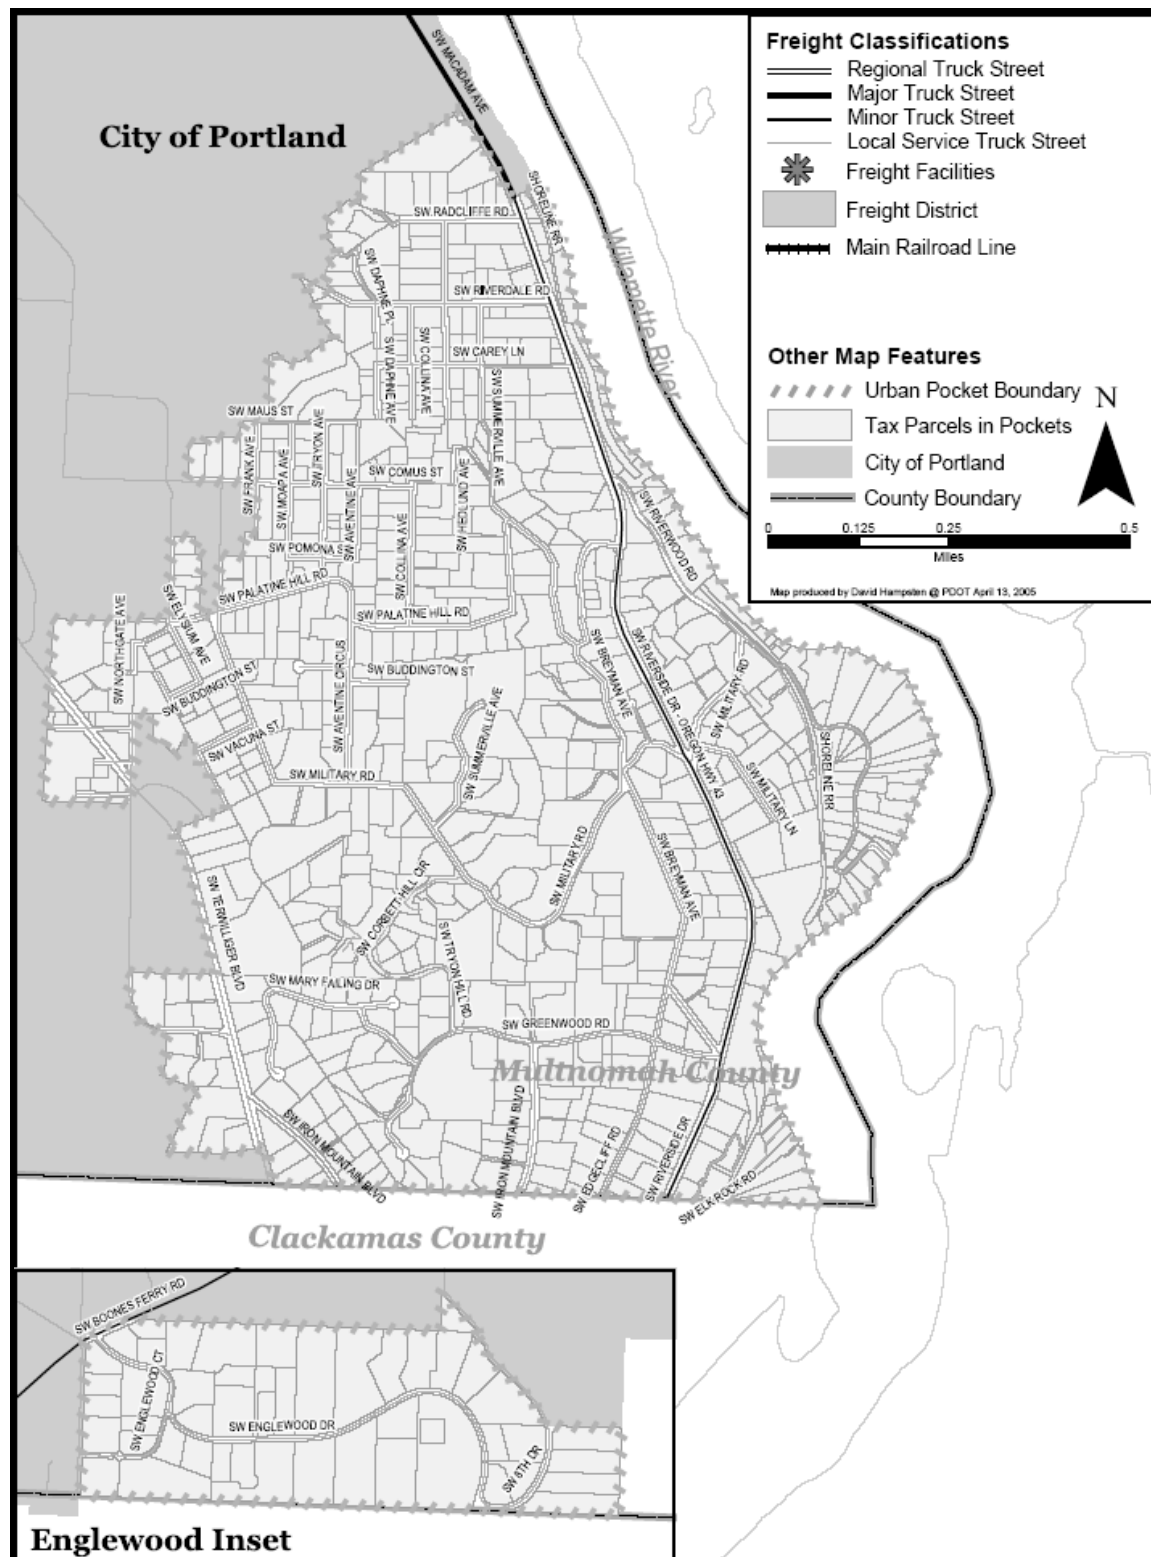 City of Portland
SW MACADAM AVE
Freight Classifications
Regional Truck Street
Major Truck Street
Minor Truck Street
Local Service Truck Street
Freight Facilities
Freight District
Main Railroad Line
Other Map Features
Urban Pocket Boundary
N
Tax Parcels in Pockets
City of Portland
County Boundary
0 0.125 0.25 0.5
Miles
Map produced by David Hampsten @ PDOT April 13, 2005
SHORELINE RR
SW RADCLIFFE RD
Willamette River
SW DAPHNE PL
SW RIVERDALE RD
SW DAPHNE AVE
SW COLLINA AVE
SW CAREY LN
SW SUMMERVILLE AVE
SW MAUS ST
SW FRANK AVE
SW MOAPA AVE
SW TRYON AVE
SW AVENTINE AVE
SW COMUS ST
SW HEDLUND AVE
SW COLLINA AVE
SW RIVERWOOD RD
SW POMONA S
SW PALATINE HILL RD
SW PALATINE HILL RD
SW NORTHGATE AVE
SW ELYSIUM AVE
SW BUDDINGTON ST
SW BUDDINGTON ST
SW AVENTINE CIRCUS
SW BREYMAN AVE
SW RIVERSIDE DR - OREGON HWY 43
SW MILITARY RD
SW VACUNA ST
SW SUMMERVILLE AVE
SW MILITARY RD
SW MILITARY LN
SHORELINE RR
SW MILITARY RD
SW BREYMAN AVE
SW TERWILLIGER BLVD
SW CORBETT HILL CIR
SW TRYON HILL RD
SW MARY FAILING DR
SW GREENWOOD RD
Multnomah County
SW IRON MOUNTAIN BLVD
SW IRON MOUNTAIN BLVD
SW EDGECLIFF RD
SW RIVERSIDE DR
SW ELK ROCK RD
Clackamas County
SW BOONES FERRY RD
SW ENGLEWOOD CT
SW ENGLEWOOD DR
SW 8TH DR
Englewood Inset